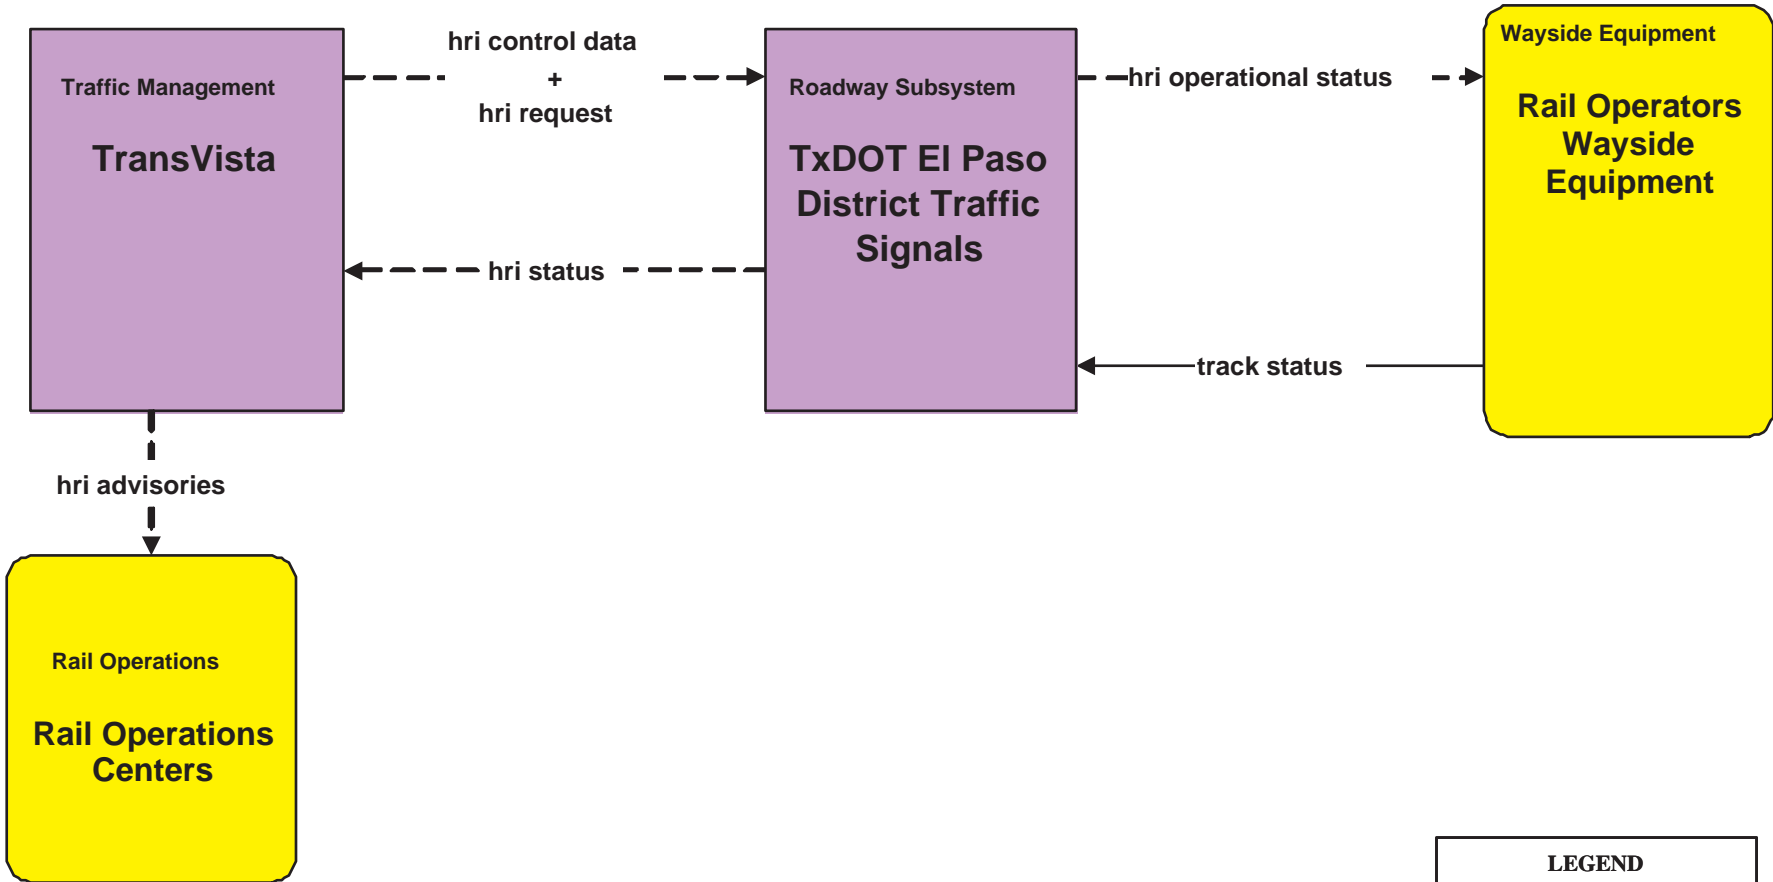 hri control data
+
hri request
Traffic Management
TransVista
Roadway Subsystem
TxDOT El Paso
District Traffic
Signals
hri operational status
Wayside Equipment
Rail Operators
Wayside
Equipment
hri status
track status
hri advisories
Rail Operations
Rail Operations
Centers
LEGEND